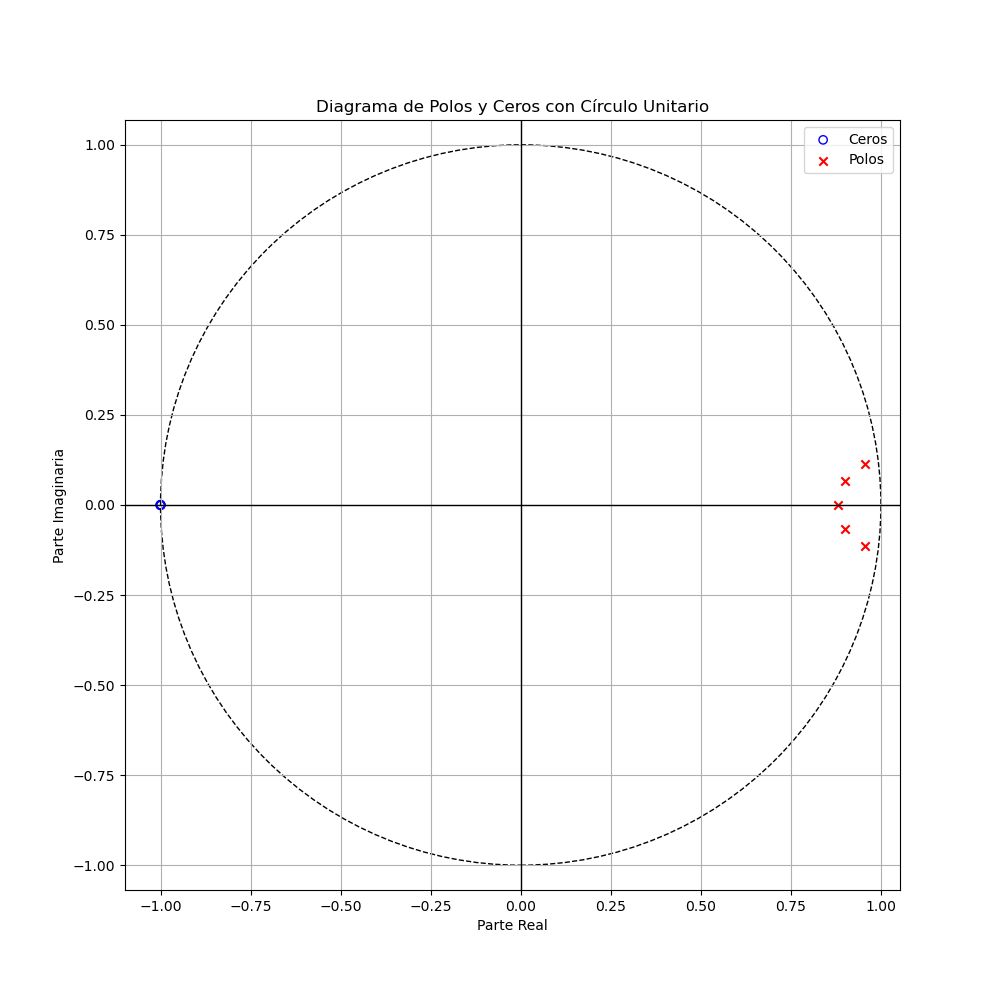 Diagrama de Polos y Ceros con Círculo Unitario
Ceros
Polos
1.00
0.75
0.50
0.25
0.00
−0.25
−0.50
−0.75
−1.00
Parte Imaginaria
−1.00 −0.75 −0.50 −0.25 0.00 0.25 0.50 0.75 1.00
Parte Real